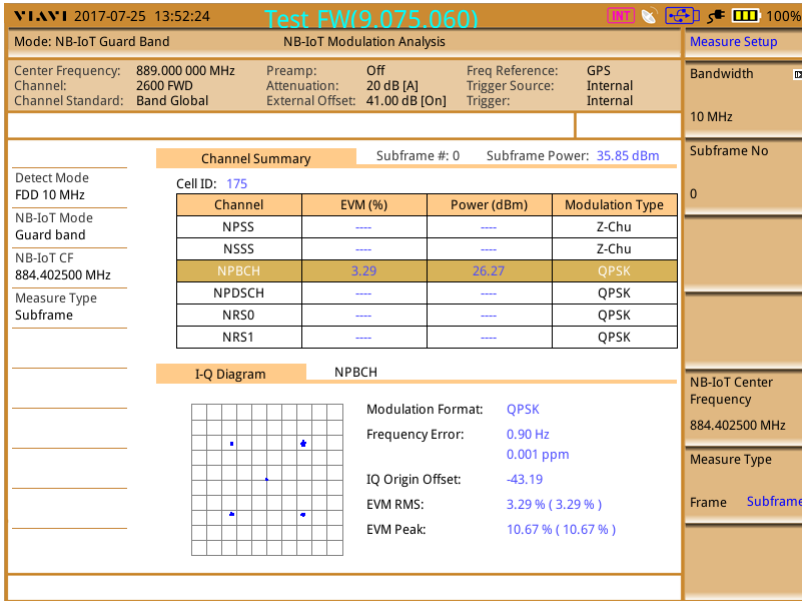 VIAVI 2017-07-25 13:52:24 Test FW(9.075.060) INT 100%
Mode: NB-IoT Guard Band NB-IoT Modulation Analysis Measure Setup
Center Frequency: 889.000 000 MHz Preamp: Off Freq Reference: GPS
Channel: 2600 FWD Attenuation: 20 dB [A] Trigger Source: Internal
Channel Standard: Band Global External Offset: 41.00 dB [On] Trigger: Internal
Bandwidth
10 MHz
Channel Summary Subframe #: 0 Subframe Power: 35.85 dBm
Subframe No
0
Detect Mode
FDD 10 MHz
NB-IoT Mode
Guard band
NB-IoT CF
884.402500 MHz
Measure Type
Subframe
Cell ID: 175
Channel EVM (%) Power (dBm) Modulation Type
NPSS ---- ---- Z-Chu
NSSS ---- ---- Z-Chu
NPBCH 3.29 26.27 QPSK
NPDSCH ---- ---- QPSK
NRS0 ---- ---- QPSK
NRS1 ---- ---- QPSK
I-Q Diagram NPBCH
Modulation Format: QPSK
Frequency Error: 0.90 Hz
0.001 ppm
IQ Origin Offset: -43.19
EVM RMS: 3.29 % ( 3.29 % )
EVM Peak: 10.67 % ( 10.67 % )
NB-IoT Center
Frequency
884.402500 MHz
Measure Type
Frame Subframe